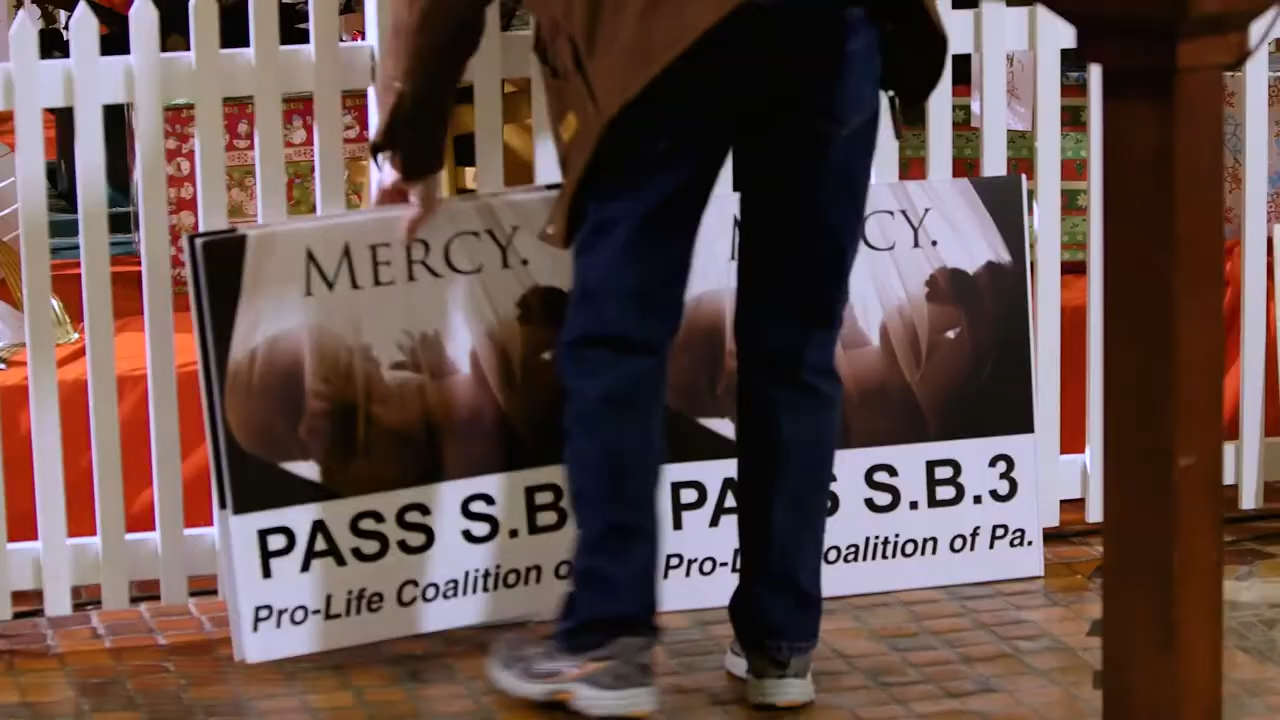 MERCY.
PASS S.B
Pro-Life Coalition o
CY.
PA S S.B.3
Pro-L oalition of Pa.